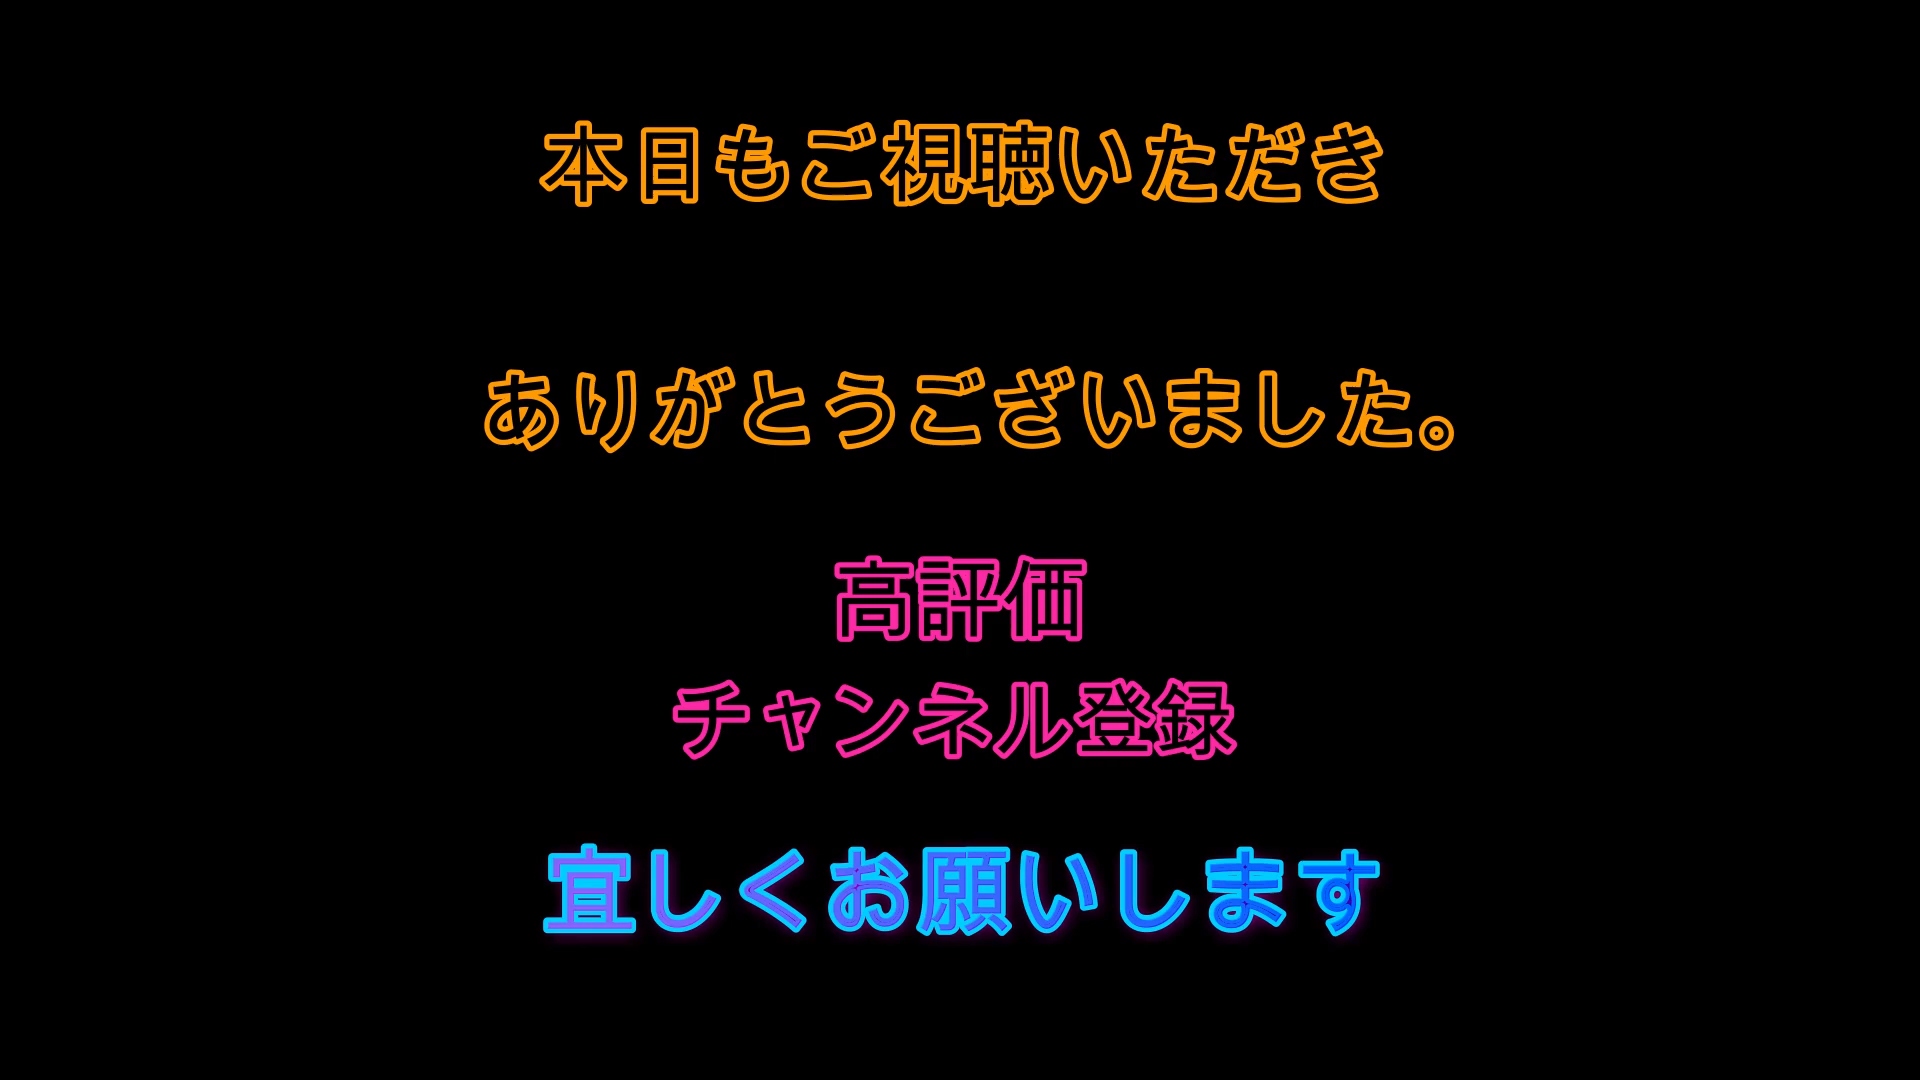 本日もご視聴いただき
ありがとうございました。
高評価
チャンネル登録
宜しくお願いします